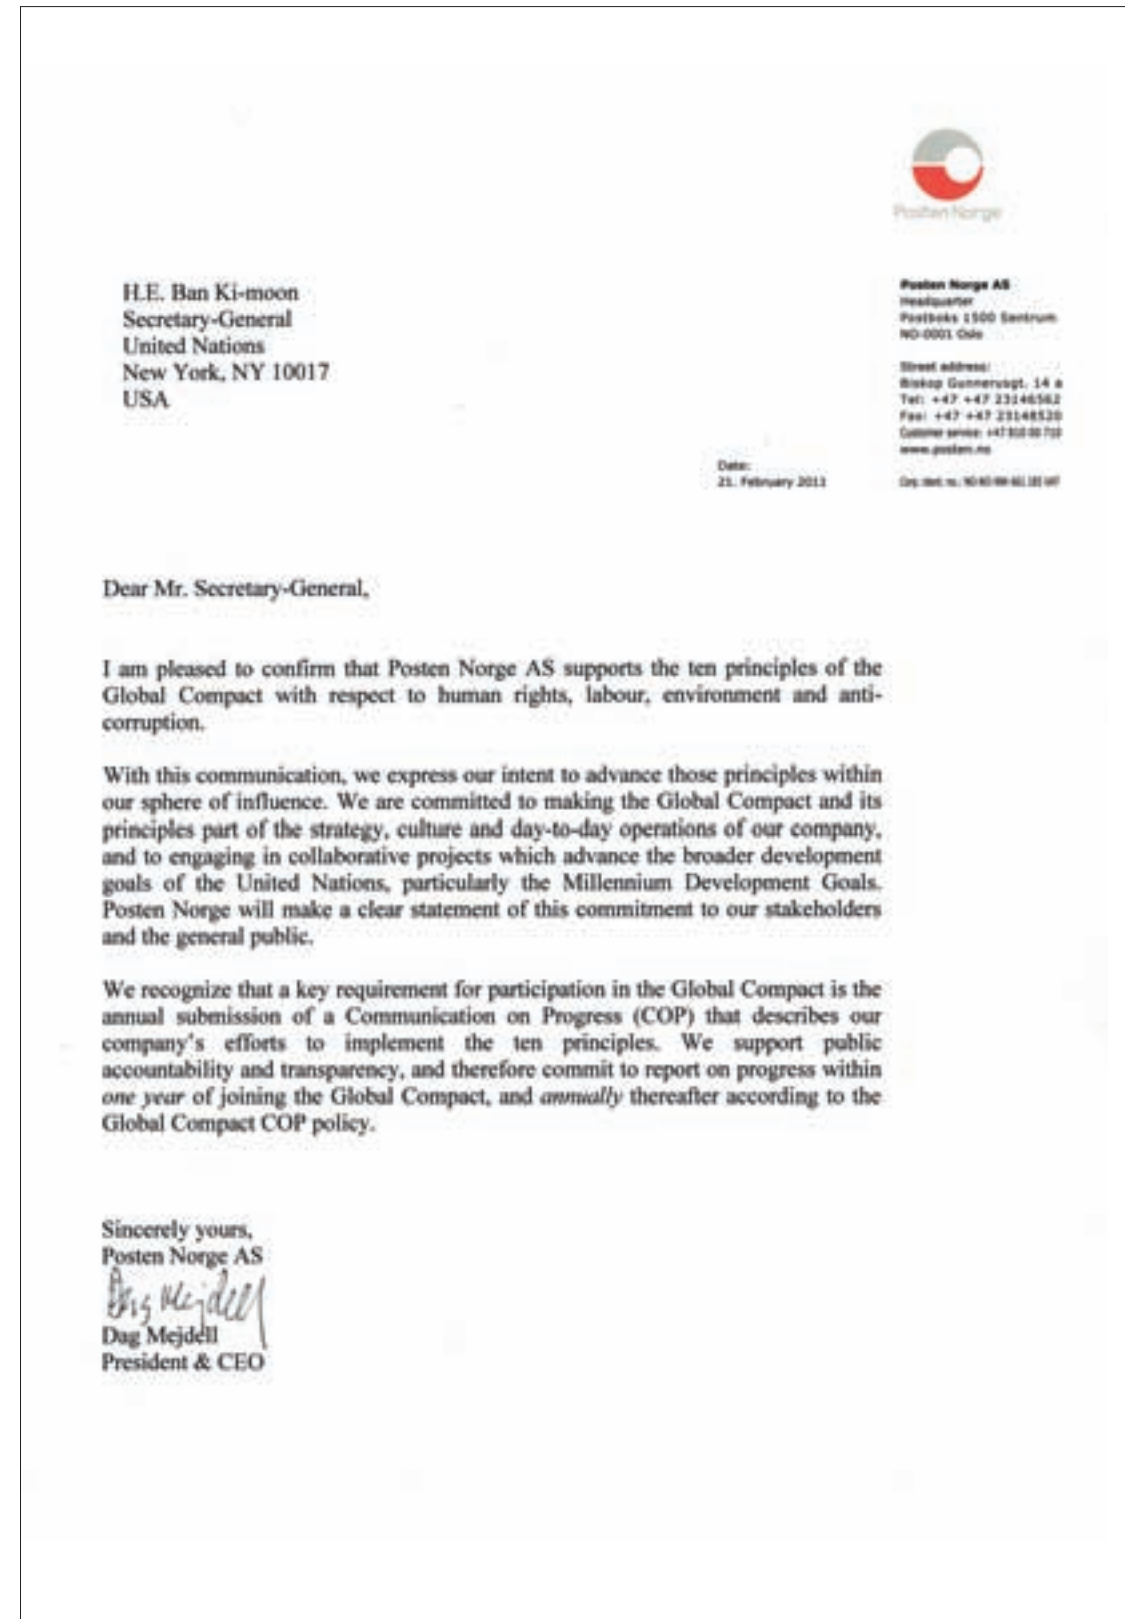 Posten Norge
H.E. Ban Ki-moon
Secretary-General
United Nations
New York, NY 10017
USA
Posten Norge AS
Headquarter
Postboks 1500 Sentrum
NO-0001 Oslo
Street address:
Biskop Gunnerusgt. 14 a
Tel: +47 +47 23146562
Fax: +47 +47 23148520
Customer service: +47 810 00 710
www.posten.no
Date:
21. February 2011
Dear Mr. Secretary-General,
I am pleased to confirm that Posten Norge AS supports the ten principles of the
Global Compact with respect to human rights, labour, environment and anti-
corruption.
With this communication, we express our intent to advance those principles within
our sphere of influence. We are committed to making the Global Compact and its
principles part of the strategy, culture and day-to-day operations of our company,
and to engaging in collaborative projects which advance the broader development
goals of the United Nations, particularly the Millennium Development Goals.
Posten Norge will make a clear statement of this commitment to our stakeholders
and the general public.
We recognize that a key requirement for participation in the Global Compact is the
annual submission of a Communication on Progress (COP) that describes our
company's efforts to implement the ten principles. We support public
accountability and transparency, and therefore commit to report on progress within
one year of joining the Global Compact, and annually thereafter according to the
Global Compact COP policy.
Sincerely yours,
Posten Norge AS
Dag Mejdell
Dag Mejdell
President & CEO